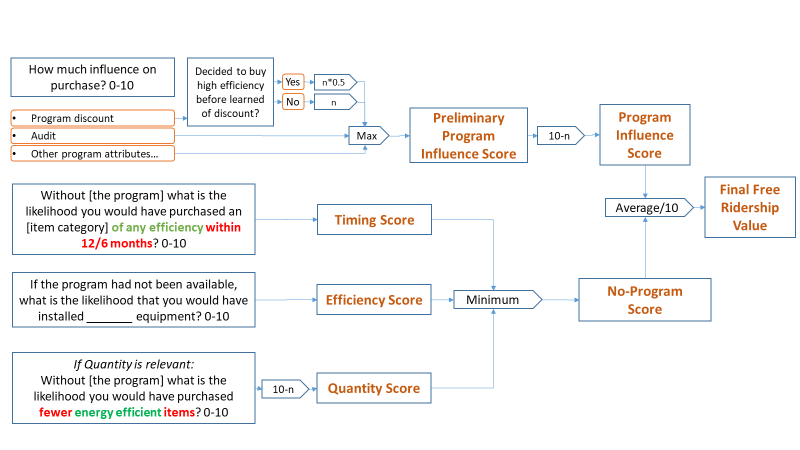 How much influence on
purchase? 0-10
• Program discount
• Audit
• Other program attributes...
Decided to buy
high efficiency
before learned
of discount?
Yes
n*0.5
No
n
Max
Preliminary
Program
Influence Score
10-n
Program
Influence
Score
Without [the program] what is the
likelihood you would have purchased an
[item category] of any efficiency within
12/6 months? 0-10
Timing Score
Average/10
Final Free
Ridership
Value
If the program had not been available,
what is the likelihood that you would have
installed _______ equipment? 0-10
Efficiency Score
Minimum
No-Program
Score
If Quantity is relevant:
Without [the program] what is the
likelihood you would have purchased
fewer energy efficient items? 0-10
10-n
Quantity Score